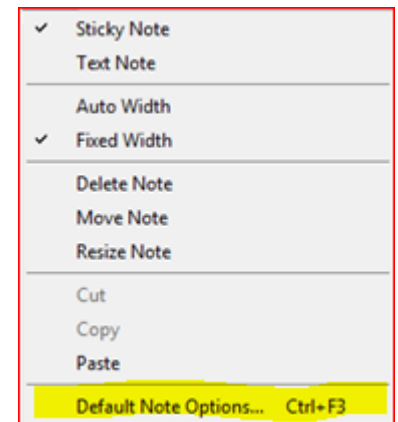 Sticky Note
Text Note
Auto Width
Fixed Width
Delete Note
Move Note
Resize Note
Cut
Copy
Paste
Default Note Options... Ctrl+F3